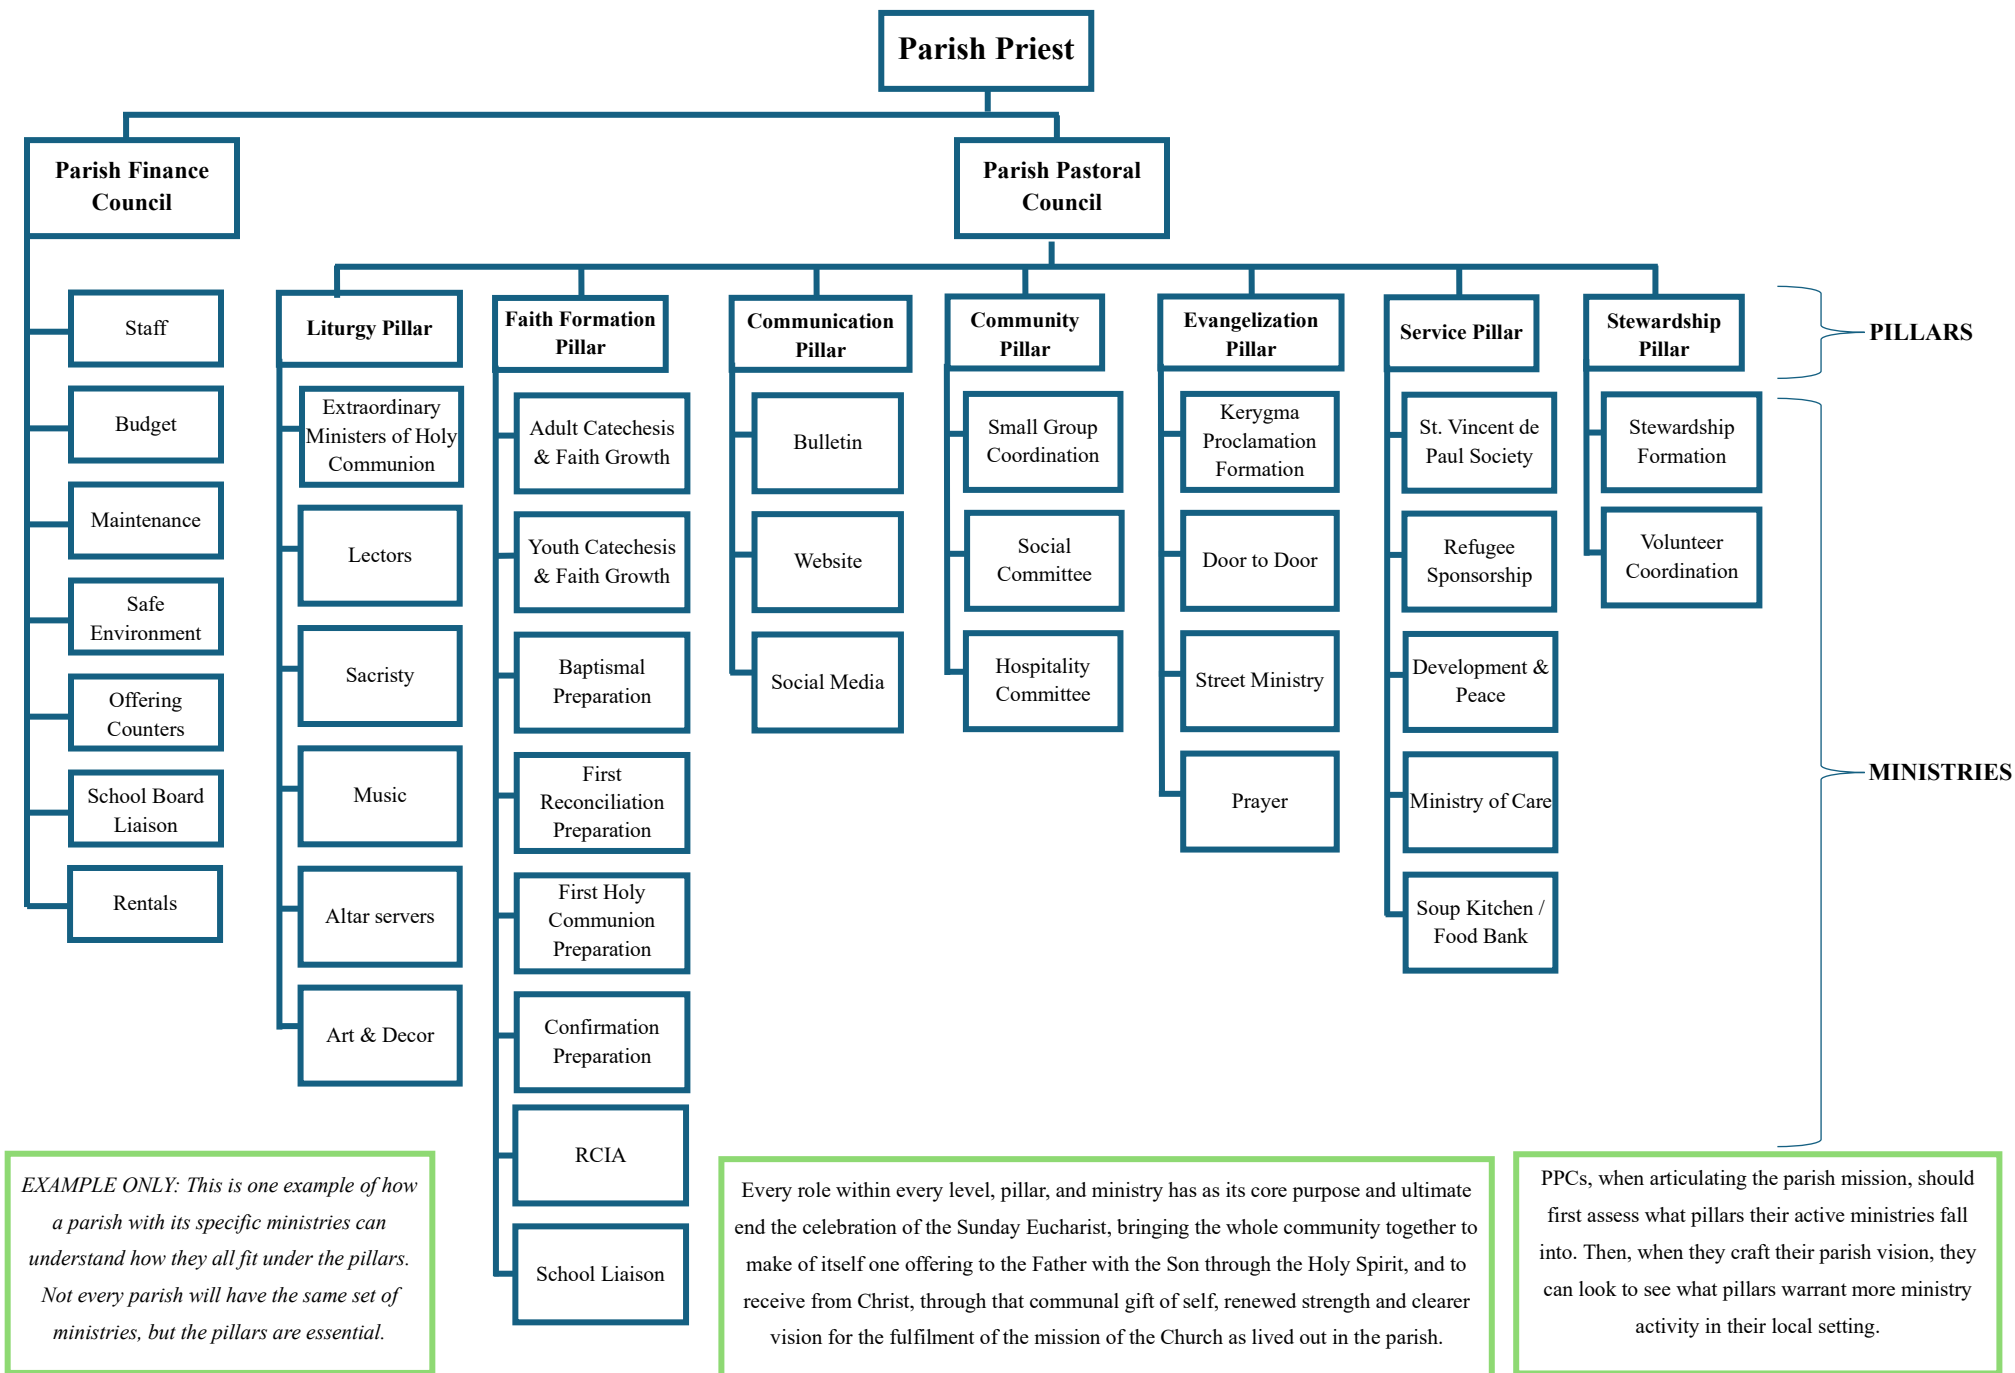 Parish Priest
Parish Finance
Council
Parish Pastoral
Council
Staff
Budget
Maintenance
Safe
Environment
Offering
Counters
School Board
Liaison
Rentals
Liturgy Pillar
Extraordinary
Ministers of Holy
Communion
Lectors
Sacristy
Music
Altar servers
Art & Decor
Faith Formation
Pillar
Adult Catechesis
& Faith Growth
Youth Catechesis
& Faith Growth
Baptismal
Preparation
First
Reconciliation
Preparation
First Holy
Communion
Preparation
Confirmation
Preparation
RCIA
School Liaison
Communication
Pillar
Bulletin
Website
Social Media
Community
Pillar
Small Group
Coordination
Social
Committee
Hospitality
Committee
Evangelization
Pillar
Kerygma
Proclamation
Formation
Door to Door
Street Ministry
Prayer
Service Pillar
St. Vincent de
Paul Society
Refugee
Sponsorship
Development &
Peace
Ministry of Care
Soup Kitchen /
Food Bank
Stewardship
Pillar
Stewardship
Formation
Volunteer
Coordination
PILLARS
MINISTRIES
EXAMPLE ONLY: This is one example of how
a parish with its specific ministries can
understand how they all fit under the pillars.
Not every parish will have the same set of
ministries, but the pillars are essential.
Every role within every level, pillar, and ministry has as its core purpose and ultimate
end the celebration of the Sunday Eucharist, bringing the whole community together to
make of itself one offering to the Father with the Son through the Holy Spirit, and to
receive from Christ, through that communal gift of self, renewed strength and clearer
vision for the fulfilment of the mission of the Church as lived out in the parish.
PPCs, when articulating the parish mission, should
first assess what pillars their active ministries fall
into. Then, when they craft their parish vision, they
can look to see what pillars warrant more ministry
activity in their local setting.